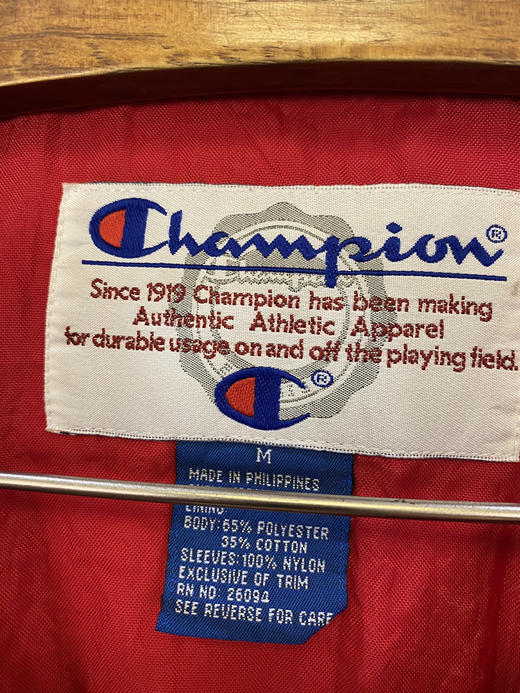 Champion®
Since 1919 Champion has been making
Authentic Athletic Apparel
for durable usage on and off the playing field.
C®
M
MADE IN PHILIPPINES
LINING:
BODY: 65% POLYESTER
35% COTTON
SLEEVES: 100% NYLON
EXCLUSIVE OF TRIM
RN NO: 26094
SEE REVERSE FOR CARE